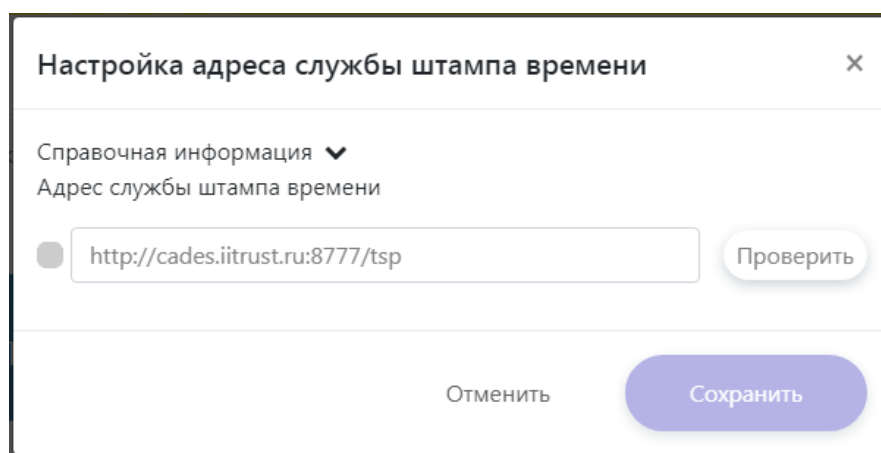 Настройка адреса службы штампа времени
Справочная информация
Адрес службы штампа времени
http://cades.iitrust.ru:8777/tsp
Проверить
Отменить
Сохранить